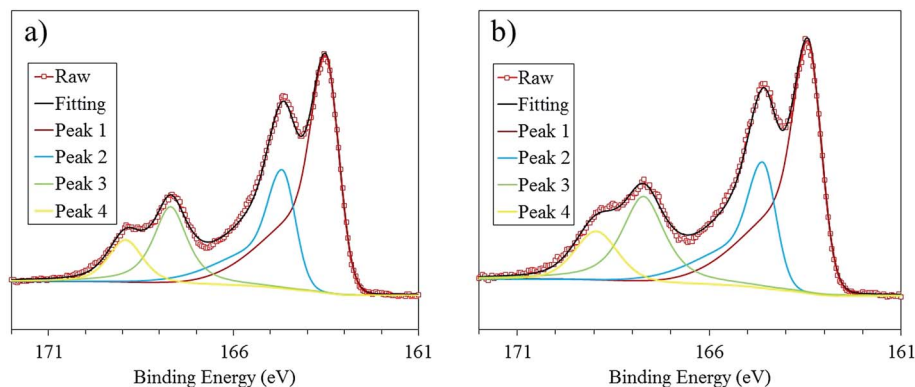 a)
Raw
Fitting
Peak 1
Peak 2
Peak 3
Peak 4
171
166
161
Binding Energy (eV)
b)
Raw
Fitting
Peak 1
Peak 2
Peak 3
Peak 4
171
166
161
Binding Energy (eV)